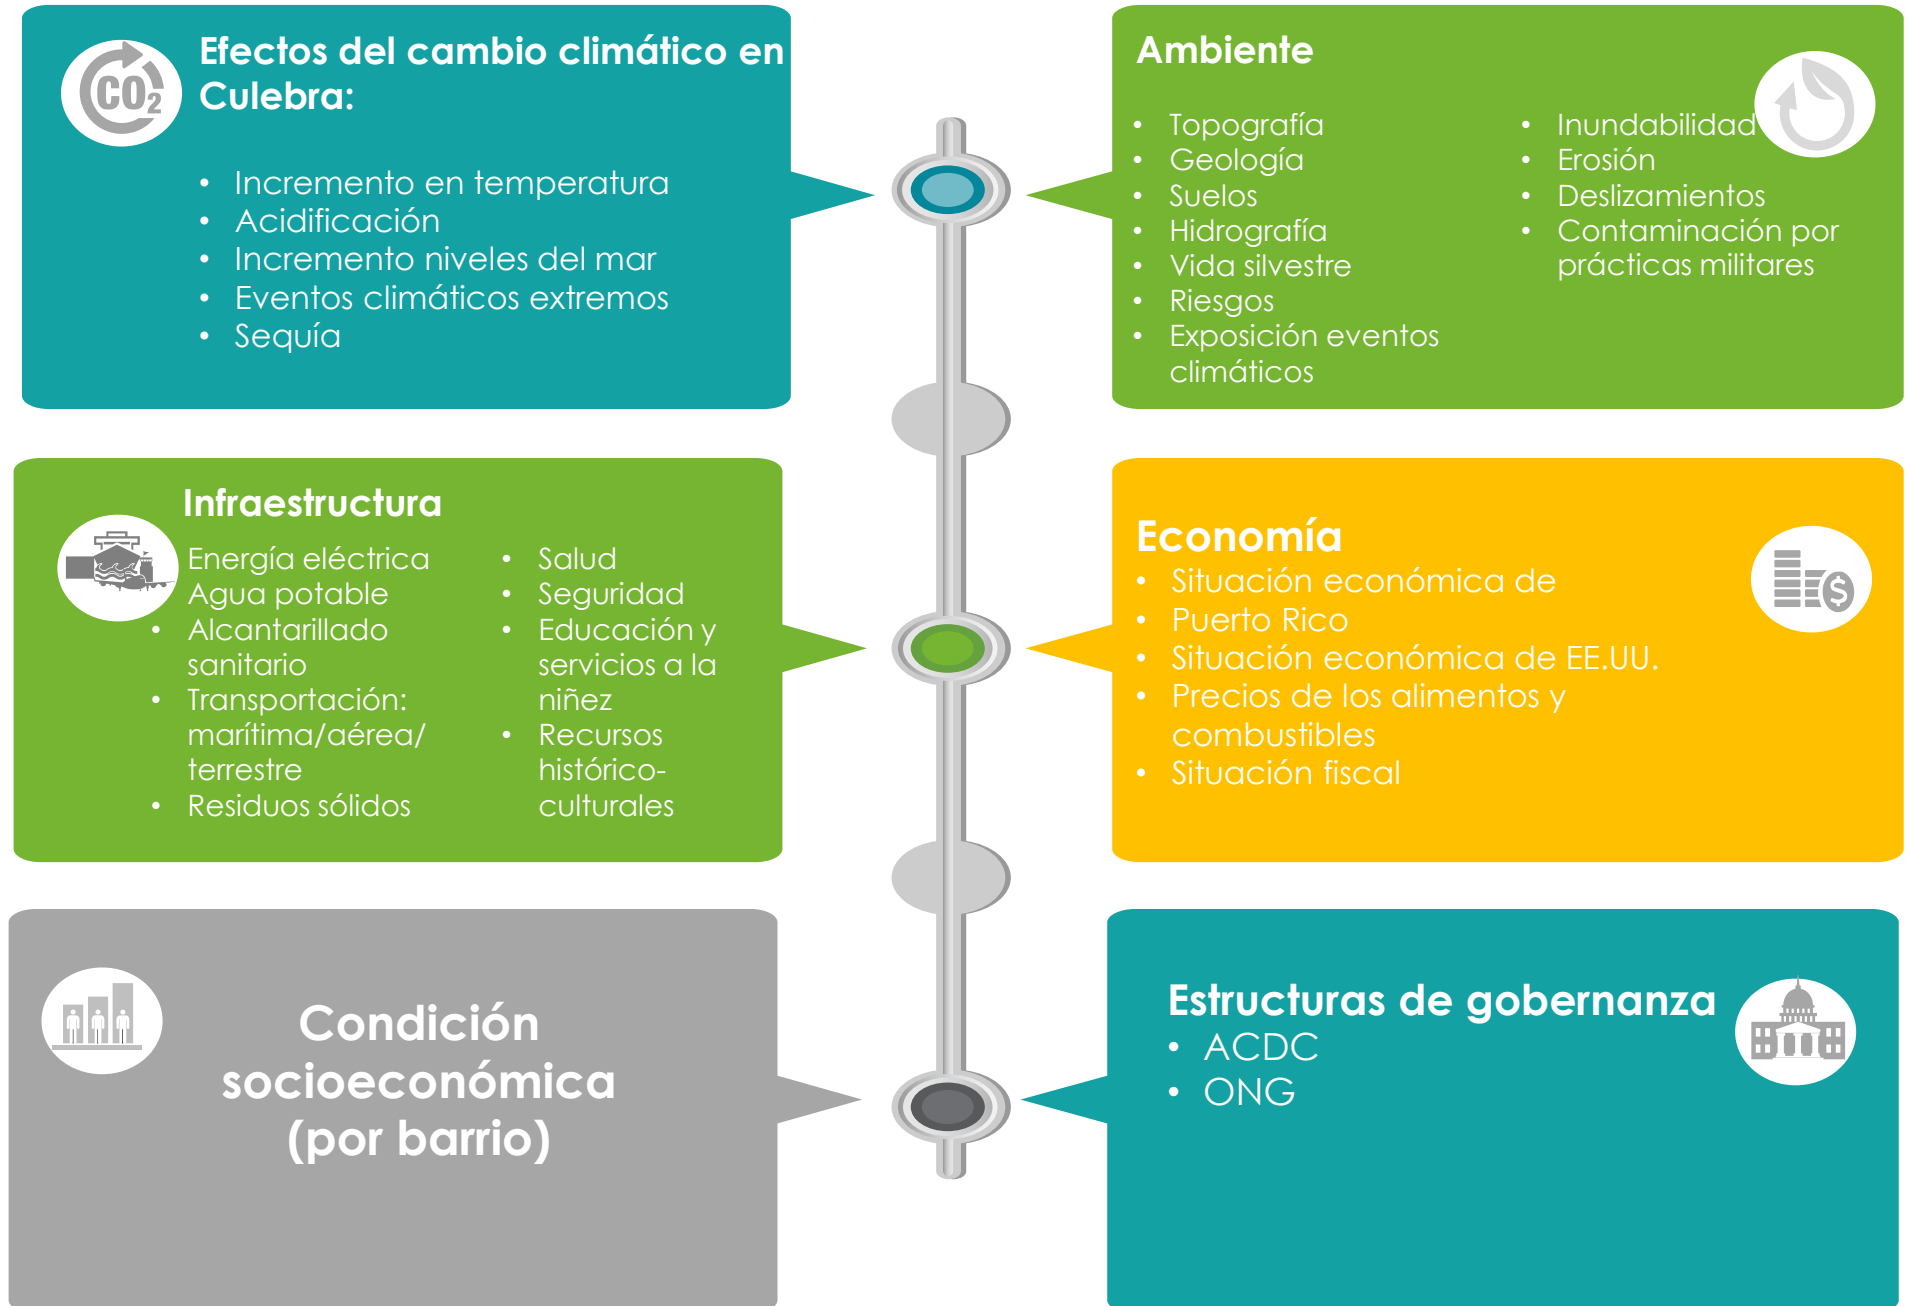 Efectos del cambio climático en
Culebra:
CO2
• Incremento en temperatura
• Acidificación
• Incremento niveles del mar
• Eventos climáticos extremos
• Sequía
Ambiente
• Topografía
• Geología
• Suelos
• Hidrografía
• Vida silvestre
• Riesgos
• Exposición eventos
climáticos
• Inundabilidad
• Erosión
• Deslizamientos
• Contaminación por
prácticas militares
Infraestructura
Energía eléctrica
Agua potable
• Alcantarillado
sanitario
• Transportación:
marítima/aérea/
terrestre
• Residuos sólidos
• Salud
• Seguridad
• Educación y
servicios a la
niñez
• Recursos
histórico-
culturales
Economía
• Situación económica de
• Puerto Rico
• Situación económica de EE.UU.
• Precios de los alimentos y
combustibles
• Situación fiscal
$
Condición
socioeconómica
(por barrio)
Estructuras de gobernanza
• ACDC
• ONG